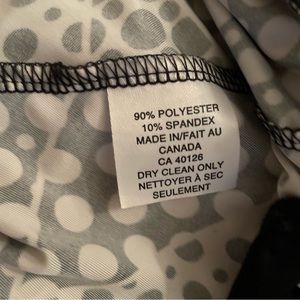 90% POLYESTER
10% SPANDEX
MADE IN/FAIT AU
CANADA
CA 40126
DRY CLEAN ONLY
NETTOYER À SEC
SEULEMENT